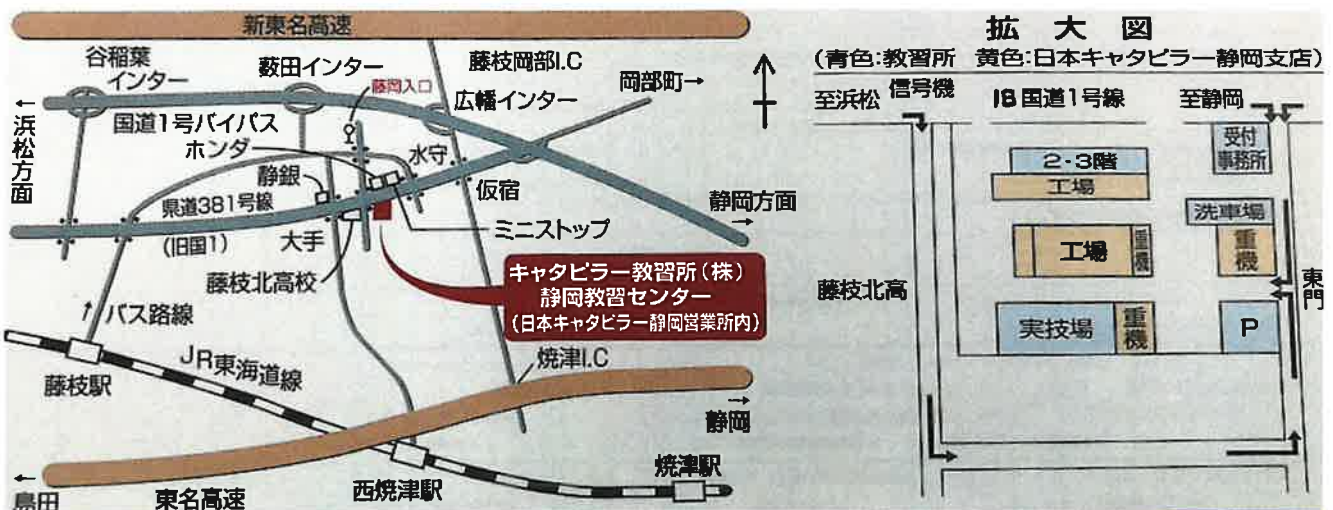 新東名高速
谷稲葉
インター
薮田インター
藤岡入口
藤枝岡部I.C
広幡インター
岡部町→
←浜松方面
国道1号バイパス
ホンダ
水守
静銀
県道381号線
(旧国1)
大手
仮宿
ミニストップ
静岡方面
→
藤枝北高校
キャタピラー教習所(株)
静岡教習センター
(日本キャタピラー静岡営業所内)
バス路線
藤枝駅
JR東海道線
焼津I.C
→
静岡
←
島田
東名高速
西焼津駅
焼津駅
拡大図
(青色:教習所 黄色:日本キャタピラー静岡支店)
至浜松
信号機
旧国道1号線
至静岡
受付
事務所
2・3階
工場
洗車場
工場
重機
重機
藤枝北高
東門
実技場
重機
P